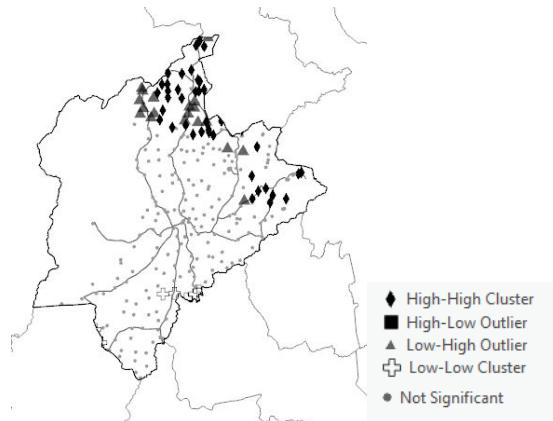 High-High Cluster
High-Low Outlier
Low-High Outlier
Low-Low Cluster
Not Significant